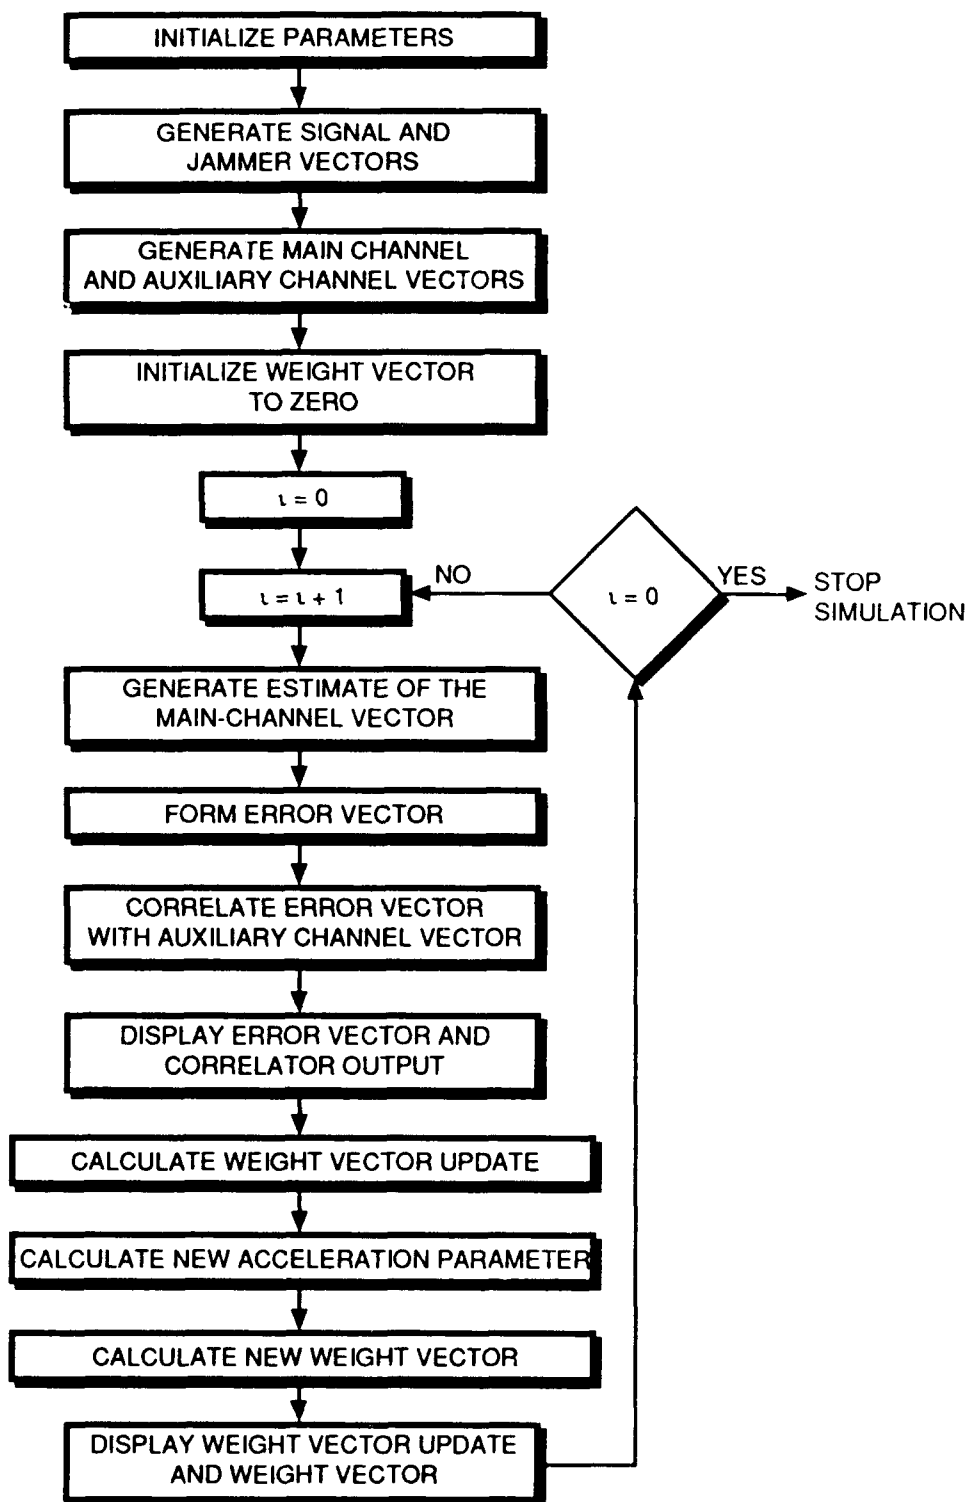 INITIALIZE PARAMETERS
GENERATE SIGNAL AND
JAMMER VECTORS
GENERATE MAIN CHANNEL
AND AUXILIARY CHANNEL VECTORS
INITIALIZE WEIGHT VECTOR
TO ZERO
ι = 0
ι = ι + 1
NO
ι = 0
YES
STOP
SIMULATION
GENERATE ESTIMATE OF THE
MAIN-CHANNEL VECTOR
FORM ERROR VECTOR
CORRELATE ERROR VECTOR
WITH AUXILIARY CHANNEL VECTOR
DISPLAY ERROR VECTOR AND
CORRELATOR OUTPUT
CALCULATE WEIGHT VECTOR UPDATE
CALCULATE NEW ACCELERATION PARAMETER
CALCULATE NEW WEIGHT VECTOR
DISPLAY WEIGHT VECTOR UPDATE
AND WEIGHT VECTOR